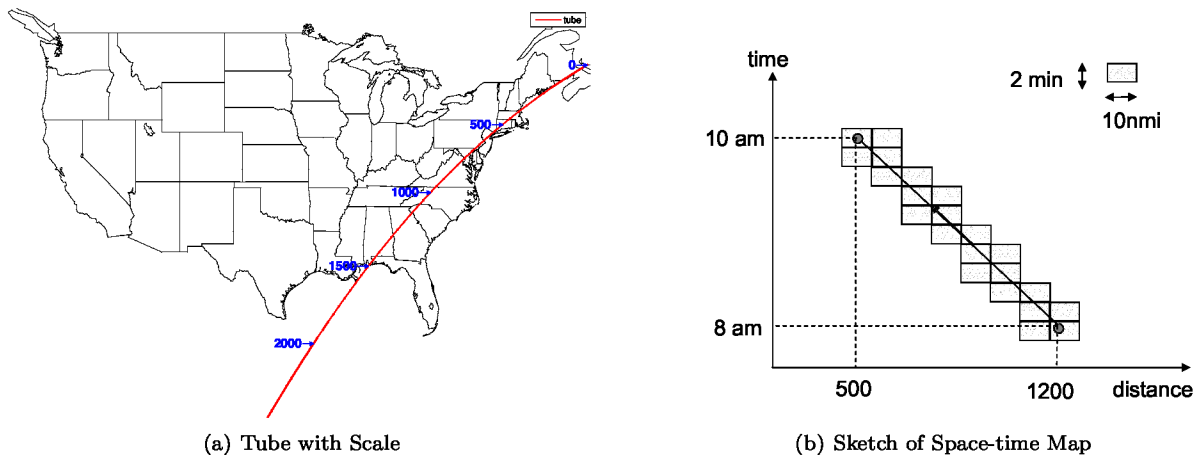 tube
0
500
1000
1500
2000
(a) Tube with Scale
time
2 min
10nmi
10 am
8 am
500
1200
distance
(b) Sketch of Space-time Map